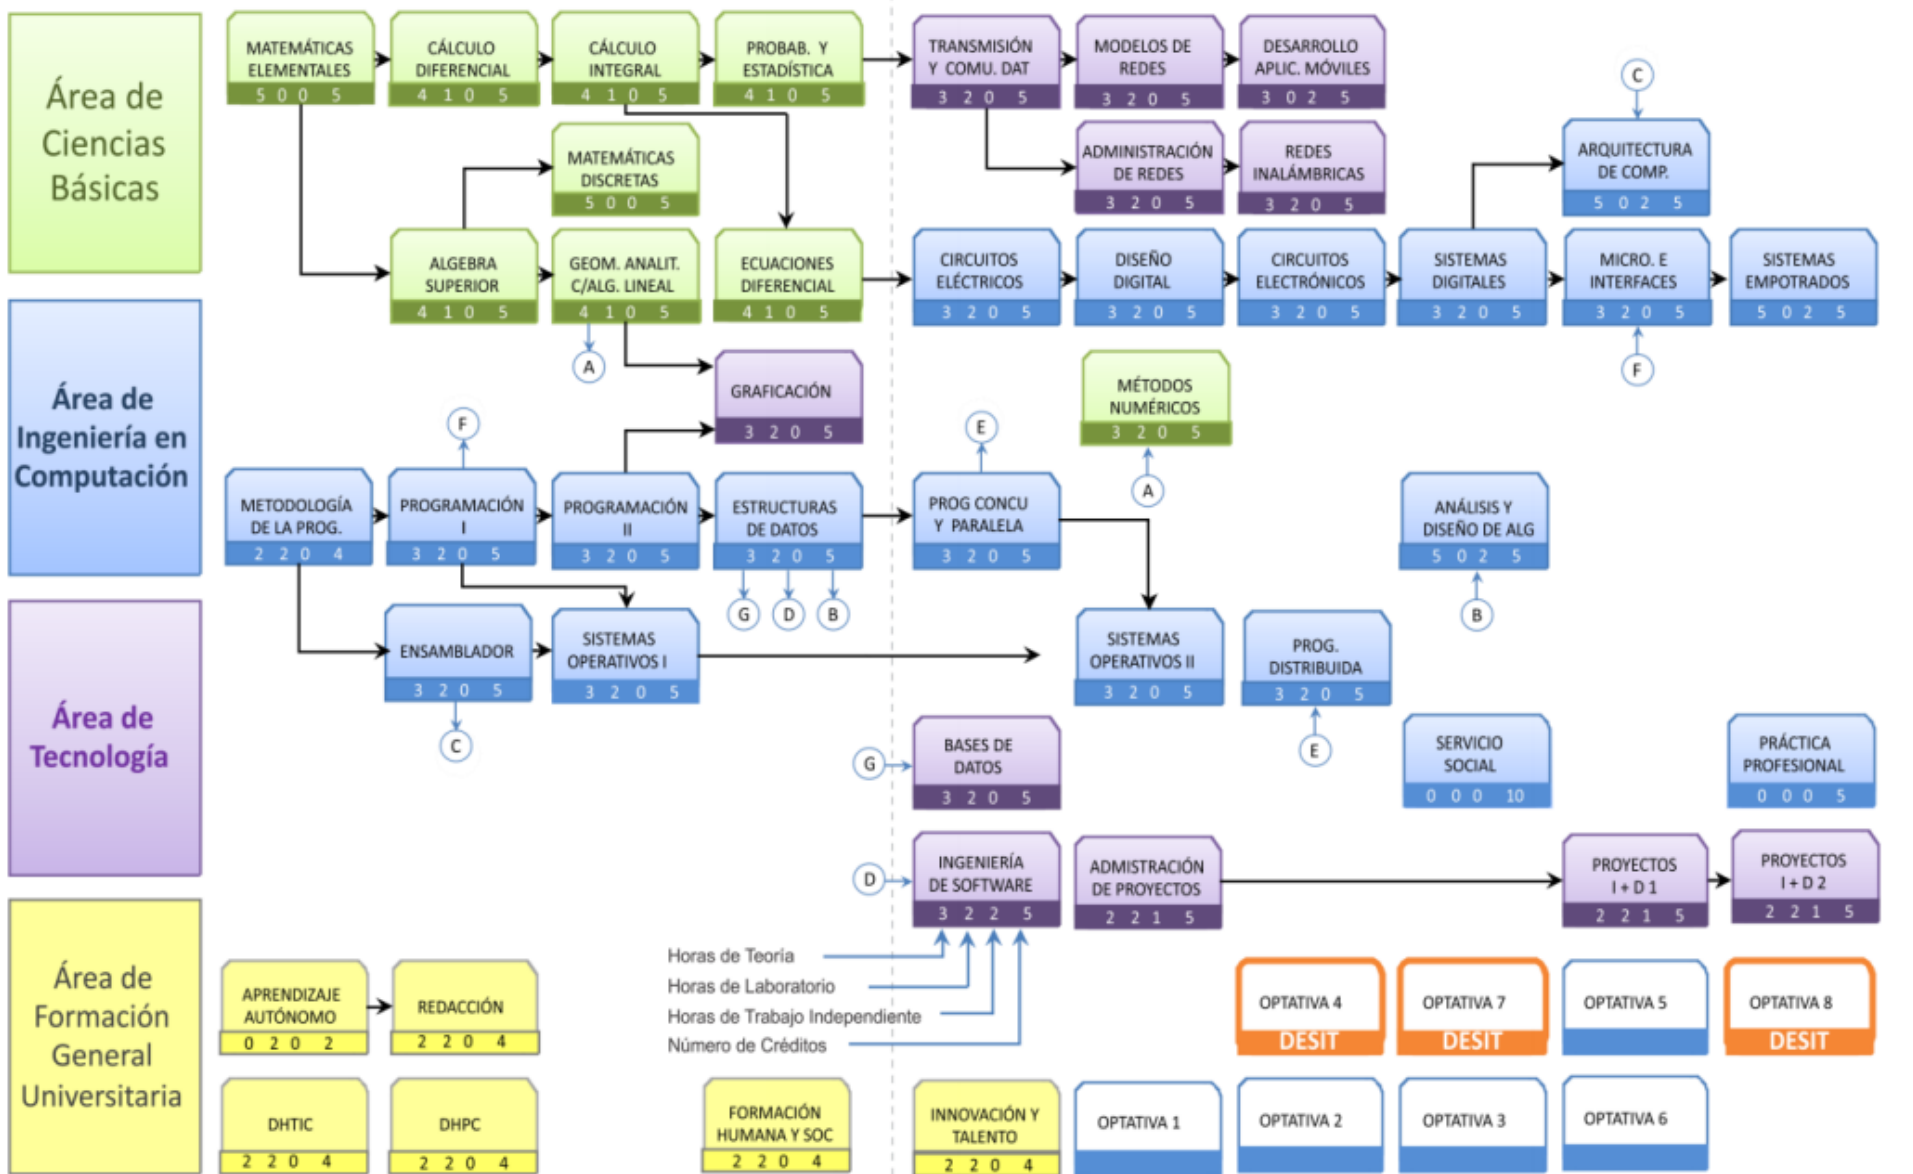 Área de
Ciencias
Básicas
Área de
Ingeniería en
Computación
Área de
Tecnología
Área de
Formación
General
Universitaria
MATEMÁTICAS
ELEMENTALES
5 0 0 5
CÁLCULO
DIFERENCIAL
4 1 0 5
CÁLCULO
INTEGRAL
4 1 0 5
PROBAB. Y
ESTADÍSTICA
4 1 0 5
TRANSMISIÓN
Y COMU. DAT
3 2 0 5
MODELOS DE
REDES
3 2 0 5
DESARROLLO
APLIC. MÓVILES
3 0 2 5
C
MATEMÁTICAS
DISCRETAS
5 0 0 5
ADMINISTRACIÓN
DE REDES
3 2 0 5
REDES
INALÁMBRICAS
3 2 0 5
ARQUITECTURA
DE COMP.
5 0 2 5
ALGEBRA
SUPERIOR
4 1 0 5
GEOM. ANALIT.
C/ALG. LINEAL
4 1 0 5
ECUACIONES
DIFERENCIAL
4 1 0 5
CIRCUITOS
ELÉCTRICOS
3 2 0 5
DISEÑO
DIGITAL
3 2 0 5
CIRCUITOS
ELECTRÓNICOS
3 2 0 5
SISTEMAS
DIGITALES
3 2 0 5
MICRO. E
INTERFACES
3 2 0 5
SISTEMAS
EMPOTRADOS
5 0 2 5
A
GRAFICACIÓN
3 2 0 5
MÉTODOS
NUMÉRICOS
3 2 0 5
F
F
E
A
METODOLOGÍA
DE LA PROG.
2 2 0 4
PROGRAMACIÓN
I
3 2 0 5
PROGRAMACIÓN
II
3 2 0 5
ESTRUCTURAS
DE DATOS
3 2 0 5
PROG CONCU
Y PARALELA
3 2 0 5
ANÁLISIS Y
DISEÑO DE ALG
5 0 2 5
G
D
B
B
ENSAMBLADOR
3 2 0 5
SISTEMAS
OPERATIVOS I
3 2 0 5
SISTEMAS
OPERATIVOS II
3 2 0 5
PROG.
DISTRIBUIDA
3 2 0 5
C
E
G
BASES DE
DATOS
3 2 0 5
SERVICIO
SOCIAL
0 0 0 10
PRÁCTICA
PROFESIONAL
0 0 0 5
D
INGENIERÍA
DE SOFTWARE
3 2 2 5
ADMISTRACIÓN
DE PROYECTOS
2 2 1 5
PROYECTOS
I + D 1
2 2 1 5
PROYECTOS
I + D 2
2 2 1 5
Horas de Teoría
Horas de Laboratorio
Horas de Trabajo Independiente
Número de Créditos
APRENDIZAJE
AUTÓNOMO
0 2 0 2
REDACCIÓN
2 2 0 4
OPTATIVA 4
DESIT
OPTATIVA 7
DESIT
OPTATIVA 5
OPTATIVA 8
DESIT
DHTIC
2 2 0 4
DHPC
2 2 0 4
FORMACIÓN
HUMANA Y SOC
2 2 0 4
INNOVACIÓN Y
TALENTO
2 2 0 4
OPTATIVA 1
OPTATIVA 2
OPTATIVA 3
OPTATIVA 6